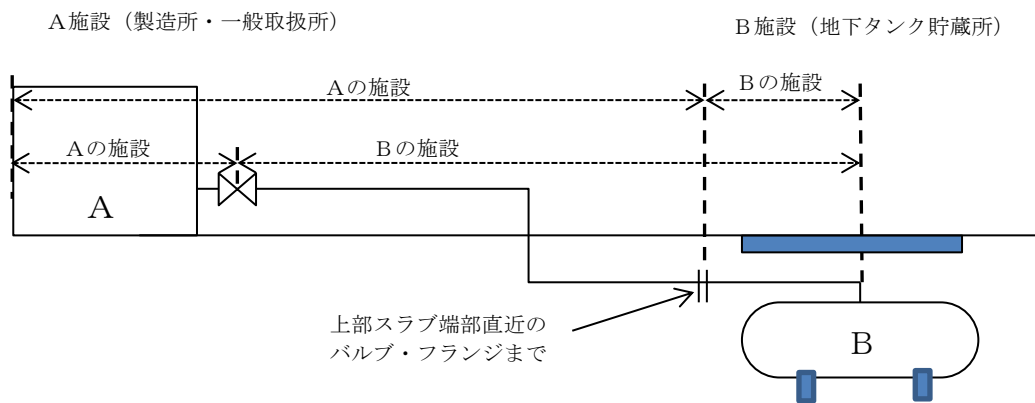 A施設（製造所・一般取扱所）
B施設（地下タンク貯蔵所）
Aの施設
Bの施設
Aの施設
Bの施設
A
上部スラブ端部直近の
バルブ・フランジまで
B